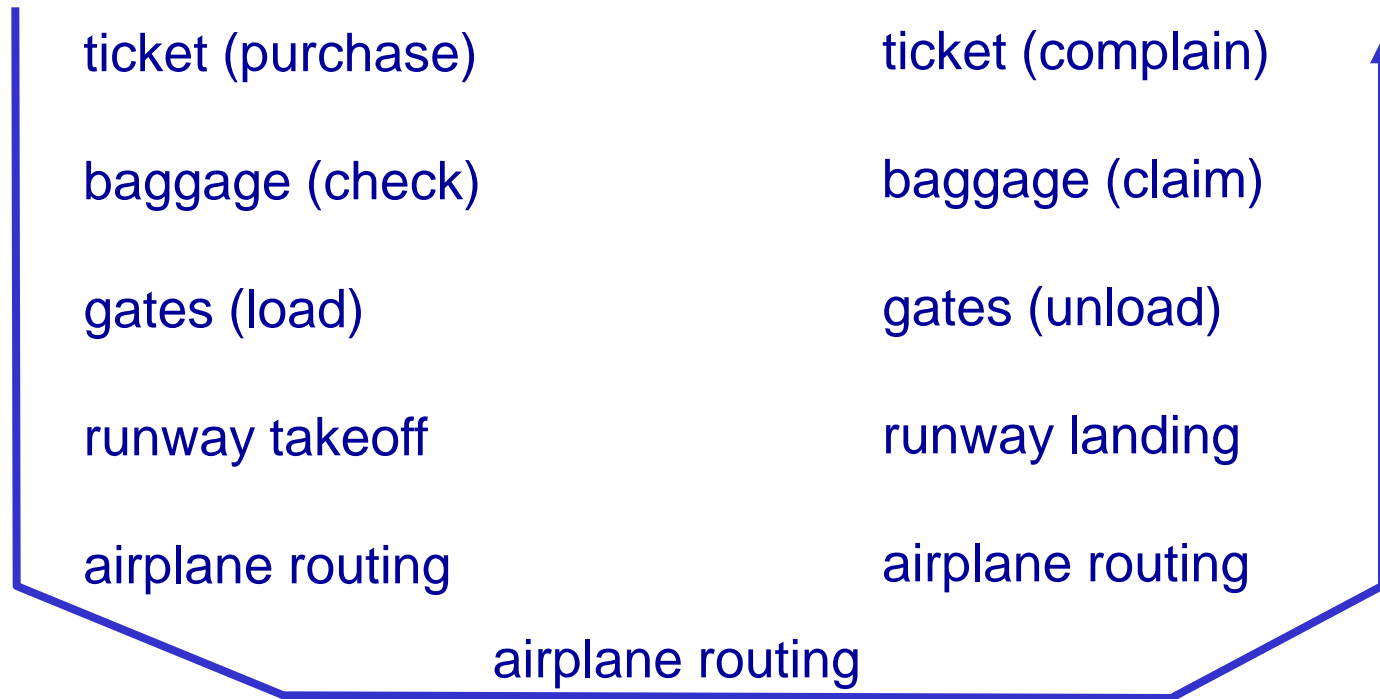 ticket (purchase)
baggage (check)
gates (load)
runway takeoff
airplane routing
airplane routing
ticket (complain)
baggage (claim)
gates (unload)
runway landing
airplane routing